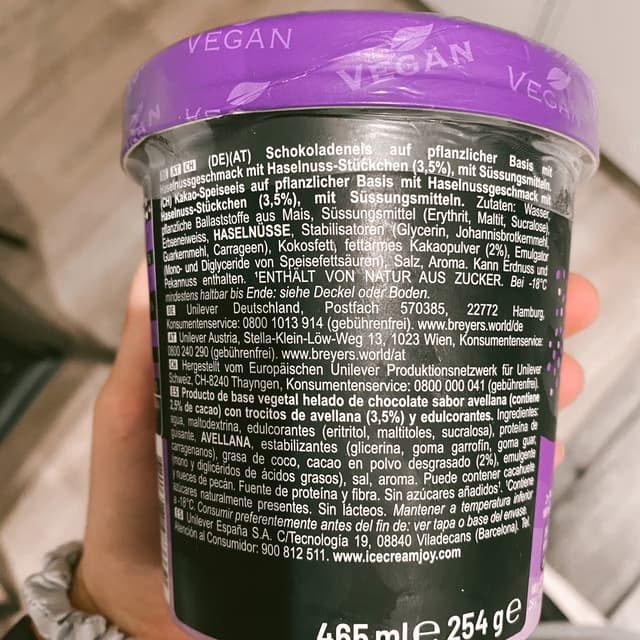 VEGAN
VEGAN
VEGAN
DE AT CH (DE)(AT) Schokoladeneis auf pflanzlicher Basis mit
Haselnussgeschmack mit Haselnuss-Stückchen (3,5%), mit Süssungsmitteln.
(CH) Kakao-Speiseeis auf pflanzlicher Basis mit Haselnussgeschmack mit
Haselnuss-Stückchen (3,5%), mit Süssungsmitteln. Zutaten: Wasser,
pflanzliche Ballaststoffe aus Mais, Süssungsmittel (Erythrit, Maltit, Sucralose),
Erbseneiweiss, HASELNÜSSE, Stabilisatoren (Glycerin, Johannisbrotkernmehl,
Guarkernmehl, Carrageen), Kokosfett, fettarmes Kakaopulver (2%), Emulgator
(Mono- und Diglyceride von Speisefettsäuren), Salz, Aroma. Kann Erdnuss und
Pekannuss enthalten. ¹ENTHÄLT VON NATUR AUS ZUCKER. Bei -18°C
mindestens haltbar bis Ende: siehe Deckel oder Boden.
DE Unilever Deutschland, Postfach 570385, 22772 Hamburg,
Konsumentenservice: 0800 1013 914 (gebührenfrei). www.breyers.world/de
AT Unilever Austria, Stella-Klein-Löw-Weg 13, 1023 Wien, Konsumentenservice:
0800 240 290 (gebührenfrei). www.breyers.world/at
CH Hergestellt vom Europäischen Unilever Produktionsnetzwerk für Unilever
Schweiz, CH-8240 Thayngen, Konsumentenservice: 0800 000 041 (gebührenfrei).
ES Producto de base vegetal helado de chocolate sabor avellana (contiene
2,5% de cacao) con trocitos de avellana (3,5%) y edulcorantes. Ingredientes:
agua, maltodextrina, edulcorantes (eritritol, maltitoles, sucralosa), proteína de
guisante, AVELLANA, estabilizantes (glicerina, goma garrofín, goma guar,
carragenanos), grasa de coco, cacao en polvo desgrasado (2%), emulgente
(mono y diglicéridos de ácidos grasos), sal, aroma. Puede contener cacahuete
y nueces de pecán. Fuente de proteína y fibra. Sin azúcares añadidos¹. ¹Contiene
azúcares naturalmente presentes. Sin lácteos. Mantener a temperatura inferior
a -18°C. Consumir preferentemente antes del fin de: ver tapa o base del envase.
ES Unilever España S.A. C/Tecnología 19, 08840 Viladecans (Barcelona). Tel.
Atención al Consumidor: 900 812 511. www.icecreamjoy.com
465 ml e 254 g e